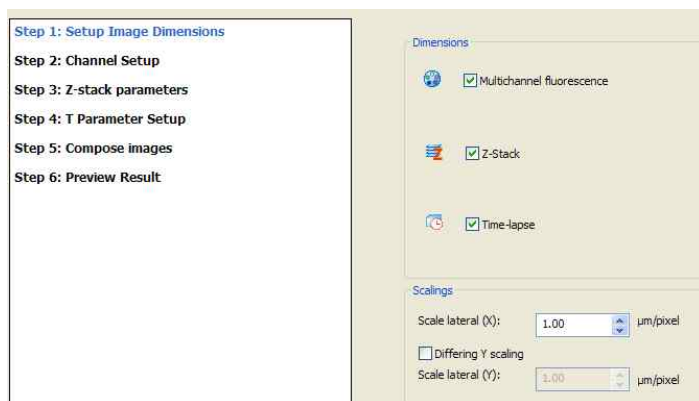 Step 1: Setup Image Dimensions
Step 2: Channel Setup
Step 3: Z-stack parameters
Step 4: T Parameter Setup
Step 5: Compose images
Step 6: Preview Result
Dimensions
Multichannel fluorescence
Z-Stack
Time-lapse
Scalings
Scale lateral (X): 1.00 µm/pixel
Differing Y scaling
Scale lateral (Y): 1.00 µm/pixel